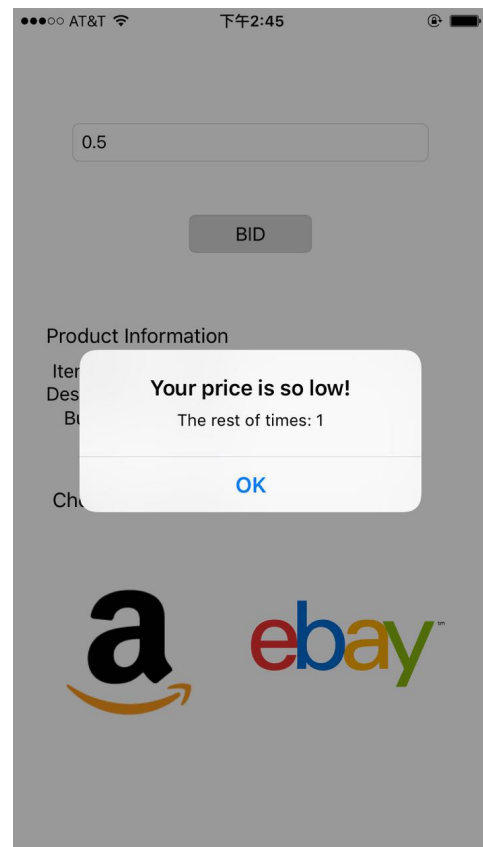 AT&T 下午2:45
0.5
BID
Product Information
Your price is so low!
The rest of times: 1
OK
a
ebay™